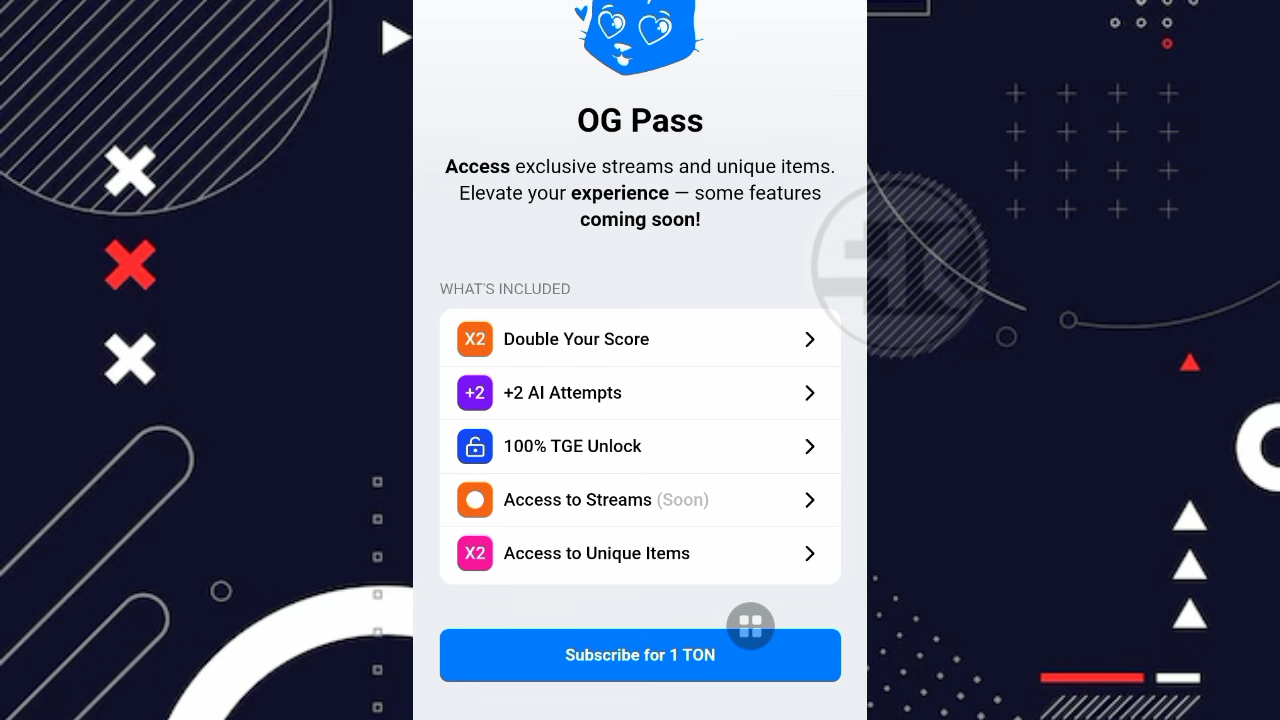 OG Pass
Access exclusive streams and unique items.
Elevate your experience — some features
coming soon!
WHAT'S INCLUDED
X2 Double Your Score
+2 +2 AI Attempts
100% TGE Unlock
Access to Streams (Soon)
X2 Access to Unique Items
Subscribe for 1 TON